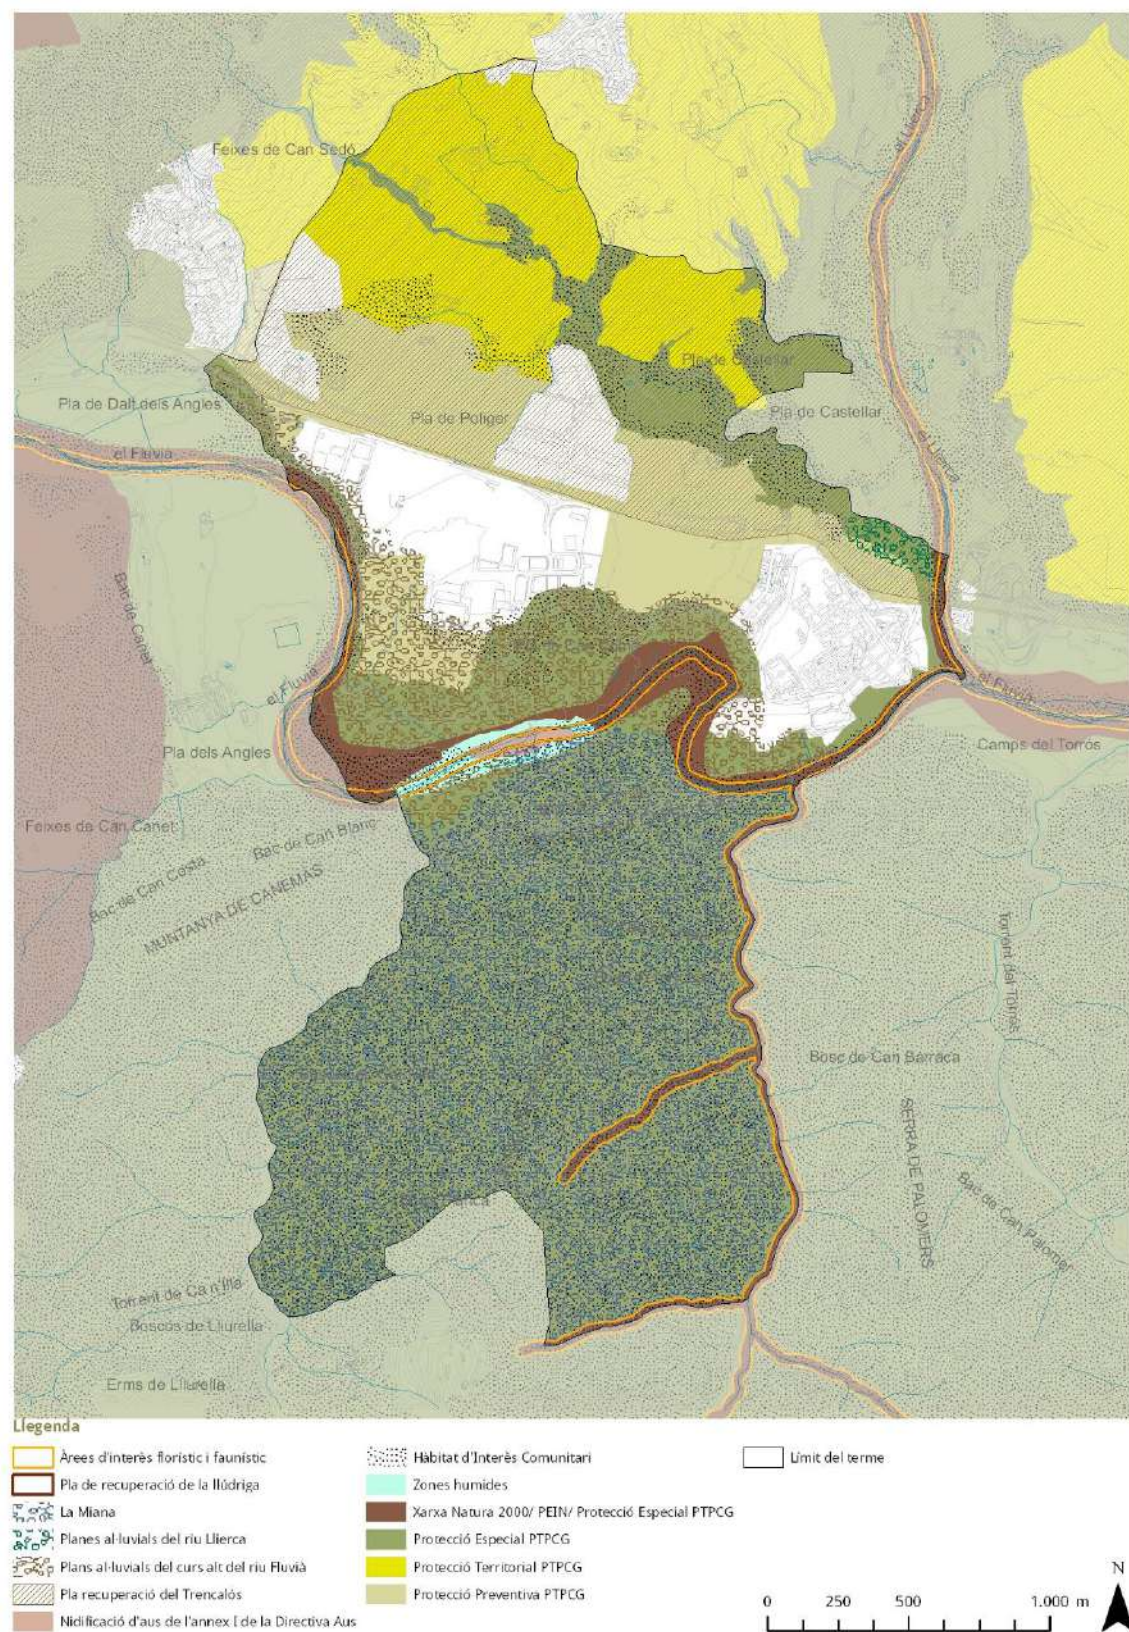 Feixes de Can Sedó
el Llierca
Pla de Castellar
Pla de Dalt dels Angles
Pla de Poliger
Pla de Castellar
el Fluvià
el Llierca
Bac de Canet
el Fluvià
el Fluvià
Pla dels Angles
Camps del Torrós
Feixes de Can Canet
Bac de Can Blanc
Bac de Can Costa
MUNTANYA DE CANEMÀS
Torrent del Torrós
Bosc de Can Barraca
SERRA DE PALOMERS
Bac de Can Palomer
Torrent de Can Illa
Boscos de Lliurella
Erms de Lliurella
Llegenda
Àrees d'interès florístic i faunístic
Pla de recuperació de la llúdriga
La Miana
Planes al·luvials del riu Llierca
Plans al·luvials del curs alt del riu Fluvià
Pla recuperació del Trencalòs
Nidificació d'aus de l'annex I de la Directiva Aus
Hàbitat d'Interès Comunitari
Zones humides
Xarxa Natura 2000/ PEIN/ Protecció Especial PTPCG
Protecció Especial PTPCG
Protecció Territorial PTPCG
Protecció Preventiva PTPCG
Límit del terme
N
0 250 500 1.000 m